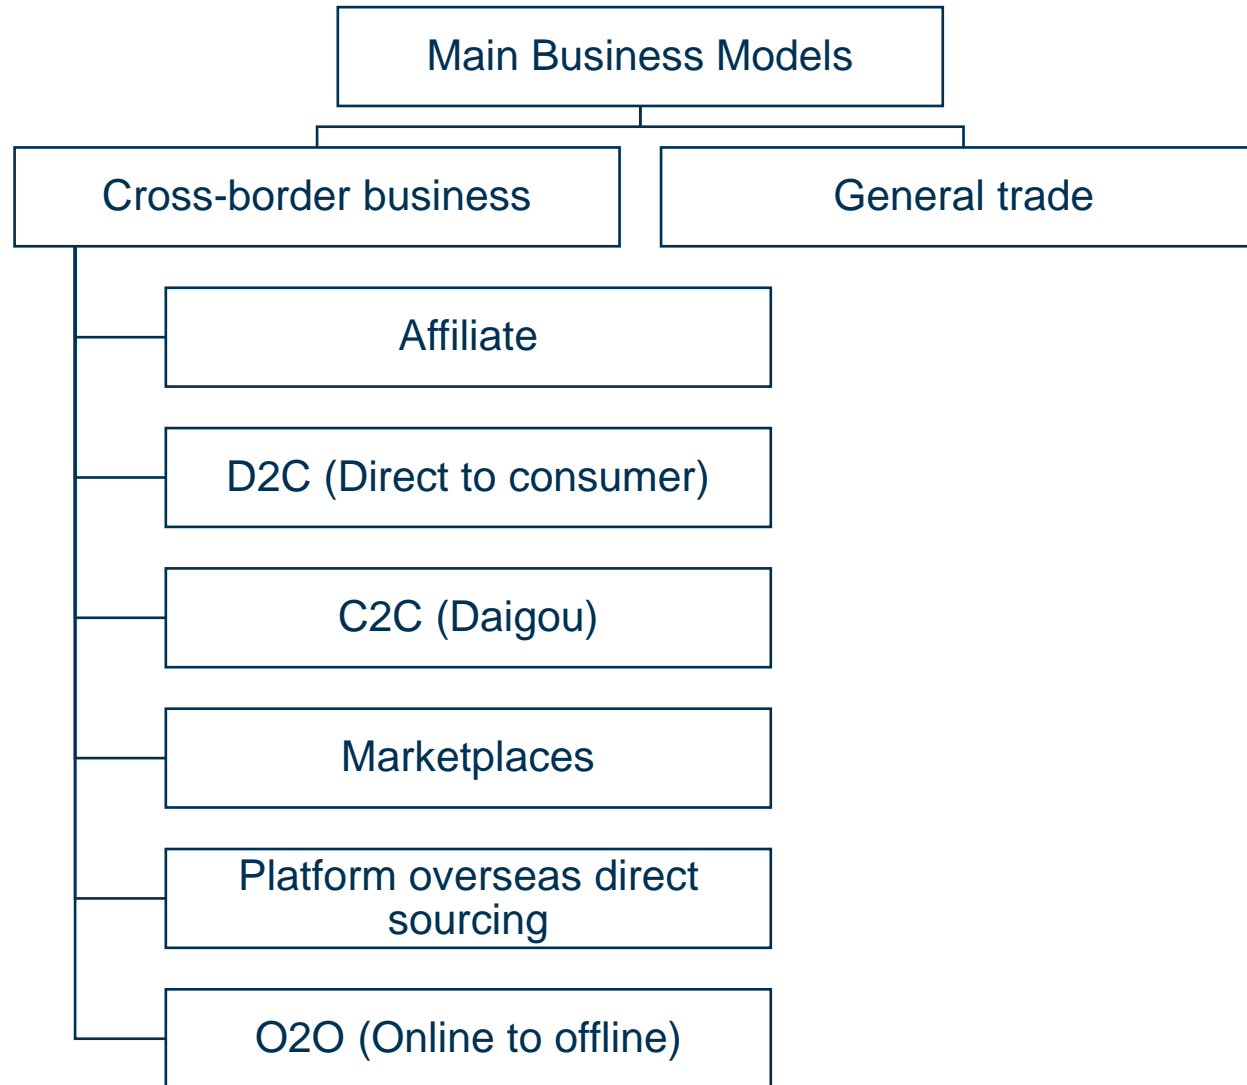 Main Business Models
Cross-border business
General trade
Affiliate
D2C (Direct to consumer)
C2C (Daigou)
Marketplaces
Platform overseas direct
sourcing
O2O (Online to offline)